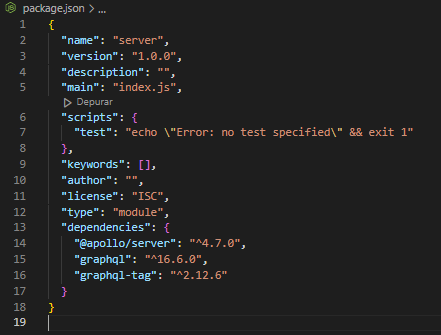 package.json > ...
1 {
2 "name": "server",
3 "version": "1.0.0",
4 "description": "",
5 "main": "index.js",
Depurar
6 "scripts": {
7 "test": "echo \"Error: no test specified\" && exit 1"
8 },
9 "keywords": [],
10 "author": "",
11 "license": "ISC",
12 "type": "module",
13 "dependencies": {
14 "@apollo/server": "^4.7.0",
15 "graphql": "^16.6.0",
16 "graphql-tag": "^2.12.6"
17 }
18 }
19